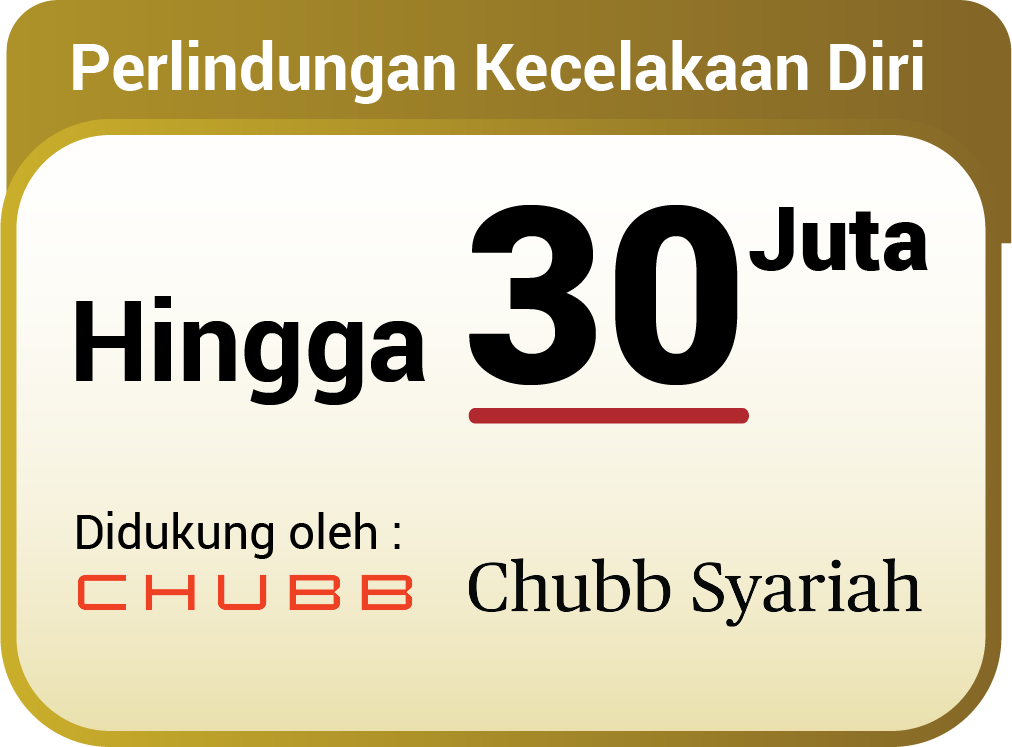 Perlindungan Kecelakaan Diri
Hingga 30 Juta
Didukung oleh :
CHUBB Chubb Syariah